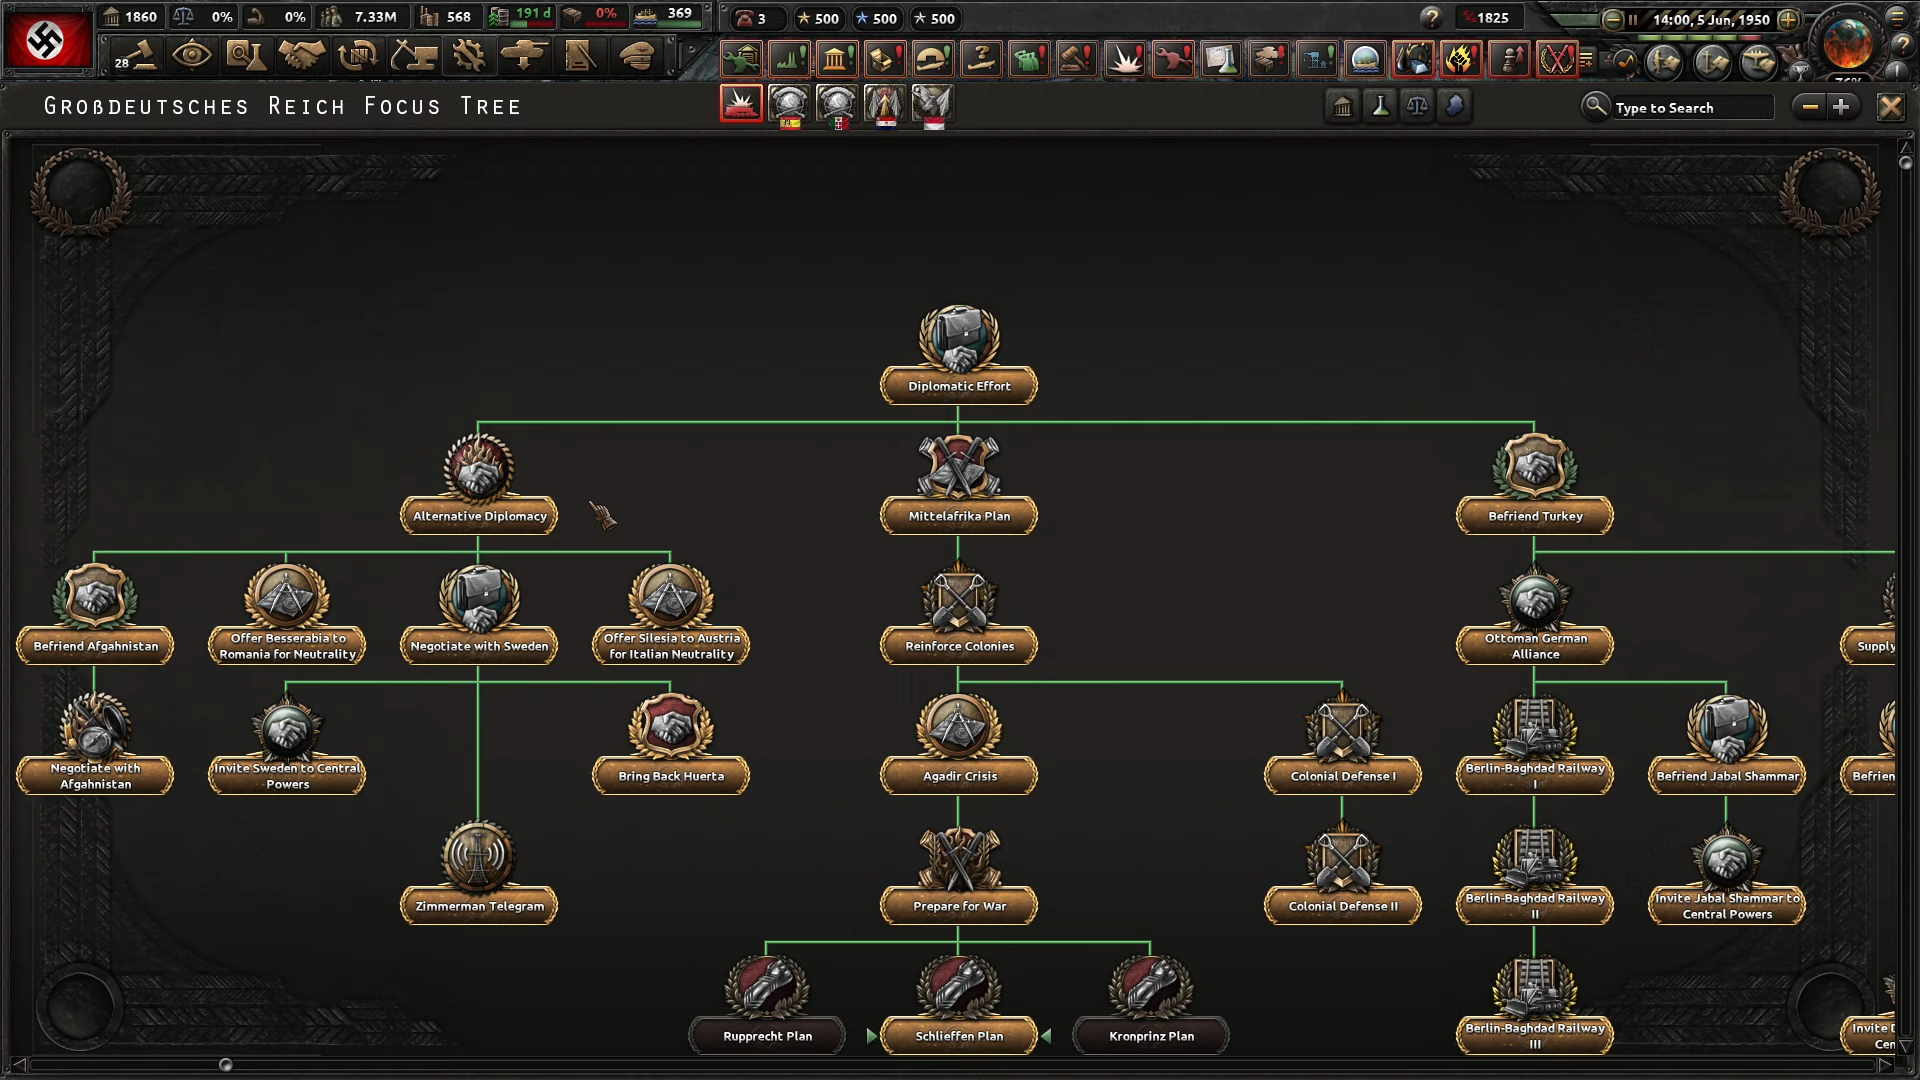 1860
0%
0%
7.33M
568
191 d
0%
369
3
500
500
500
1825
14:00, 5 Jun, 1950
28
76%
Großdeutsches Reich Focus Tree
Type to Search
Diplomatic Effort
Alternative Diplomacy
Mittelafrika Plan
Befriend Turkey
Befriend Afgahnistan
Offer Besserabia to
Romania for Neutrality
Negotiate with Sweden
Offer Silesia to Austria
for Italian Neutrality
Reinforce Colonies
Ottoman German
Alliance
Supply
Negotiate with
Afgahnistan
Invite Sweden to Central
Powers
Bring Back Huerta
Agadir Crisis
Colonial Defense I
Berlin-Baghdad Railway
I
Befriend Jabal Shammar
Befrien
Zimmerman Telegram
Prepare for War
Colonial Defense II
Berlin-Baghdad Railway
II
Invite Jabal Shammar to
Central Powers
Rupprecht Plan
Schlieffen Plan
Kronprinz Plan
Berlin-Baghdad Railway
III
Invite D
Cen